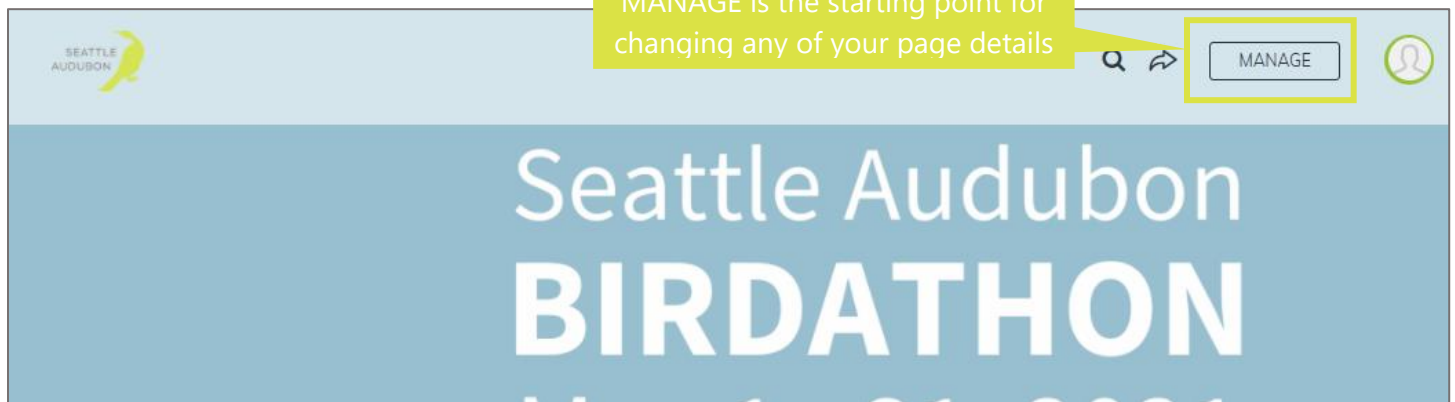 MANAGE is the starting point for
changing any of your page details
SEATTLE
AUDUBON
MANAGE
Seattle Audubon
BIRDATHON